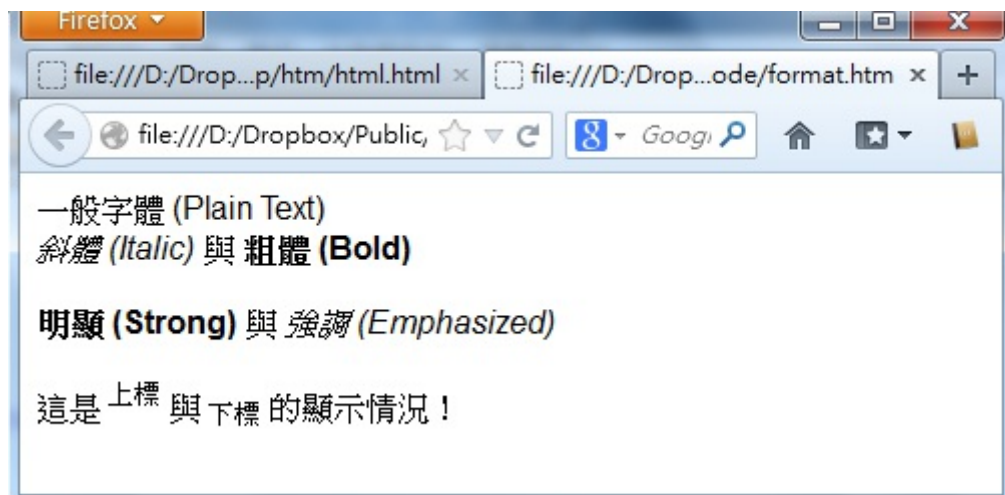 Firefox
file:///D:/Drop...p/htm/html.html
file:///D:/Drop...ode/format.htm
file:///D:/Dropbox/Public,
8
Googl
一般字體 (Plain Text)
斜體 (Italic) 與 粗體 (Bold)
明顯 (Strong) 與 強調 (Emphasized)
這是 上標 與 下標 的顯示情況！